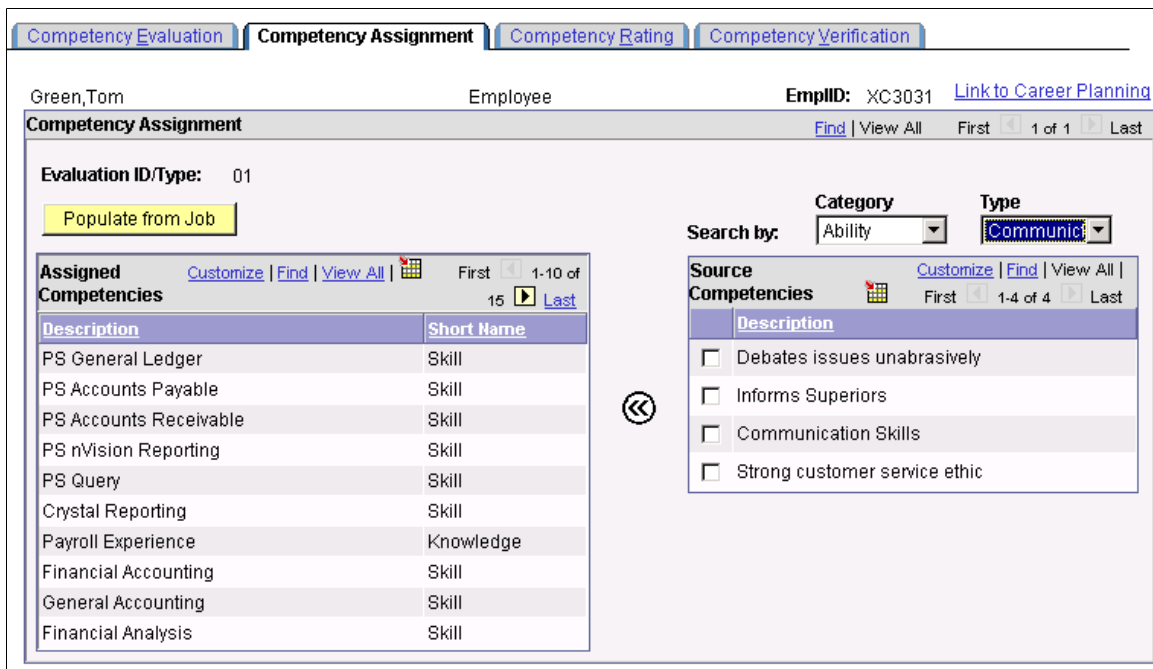 Competency Evaluation Competency Assignment Competency Rating Competency Verification
Green,Tom Employee EmplID: XC3031 Link to Career Planning
Competency Assignment Find | View All First 1 of 1 Last
Evaluation ID/Type: 01
Populate from Job
Category Type
Search by: Ability Communict
Assigned Competencies Customize | Find | View All | First 1-10 of 15 Last
Description Short Name
PS General Ledger Skill
PS Accounts Payable Skill
PS Accounts Receivable Skill
PS nVision Reporting Skill
PS Query Skill
Crystal Reporting Skill
Payroll Experience Knowledge
Financial Accounting Skill
General Accounting Skill
Financial Analysis Skill
Source Competencies Customize | Find | View All | First 1-4 of 4 Last
Description
Debates issues unabrasively
Informs Superiors
Communication Skills
Strong customer service ethic